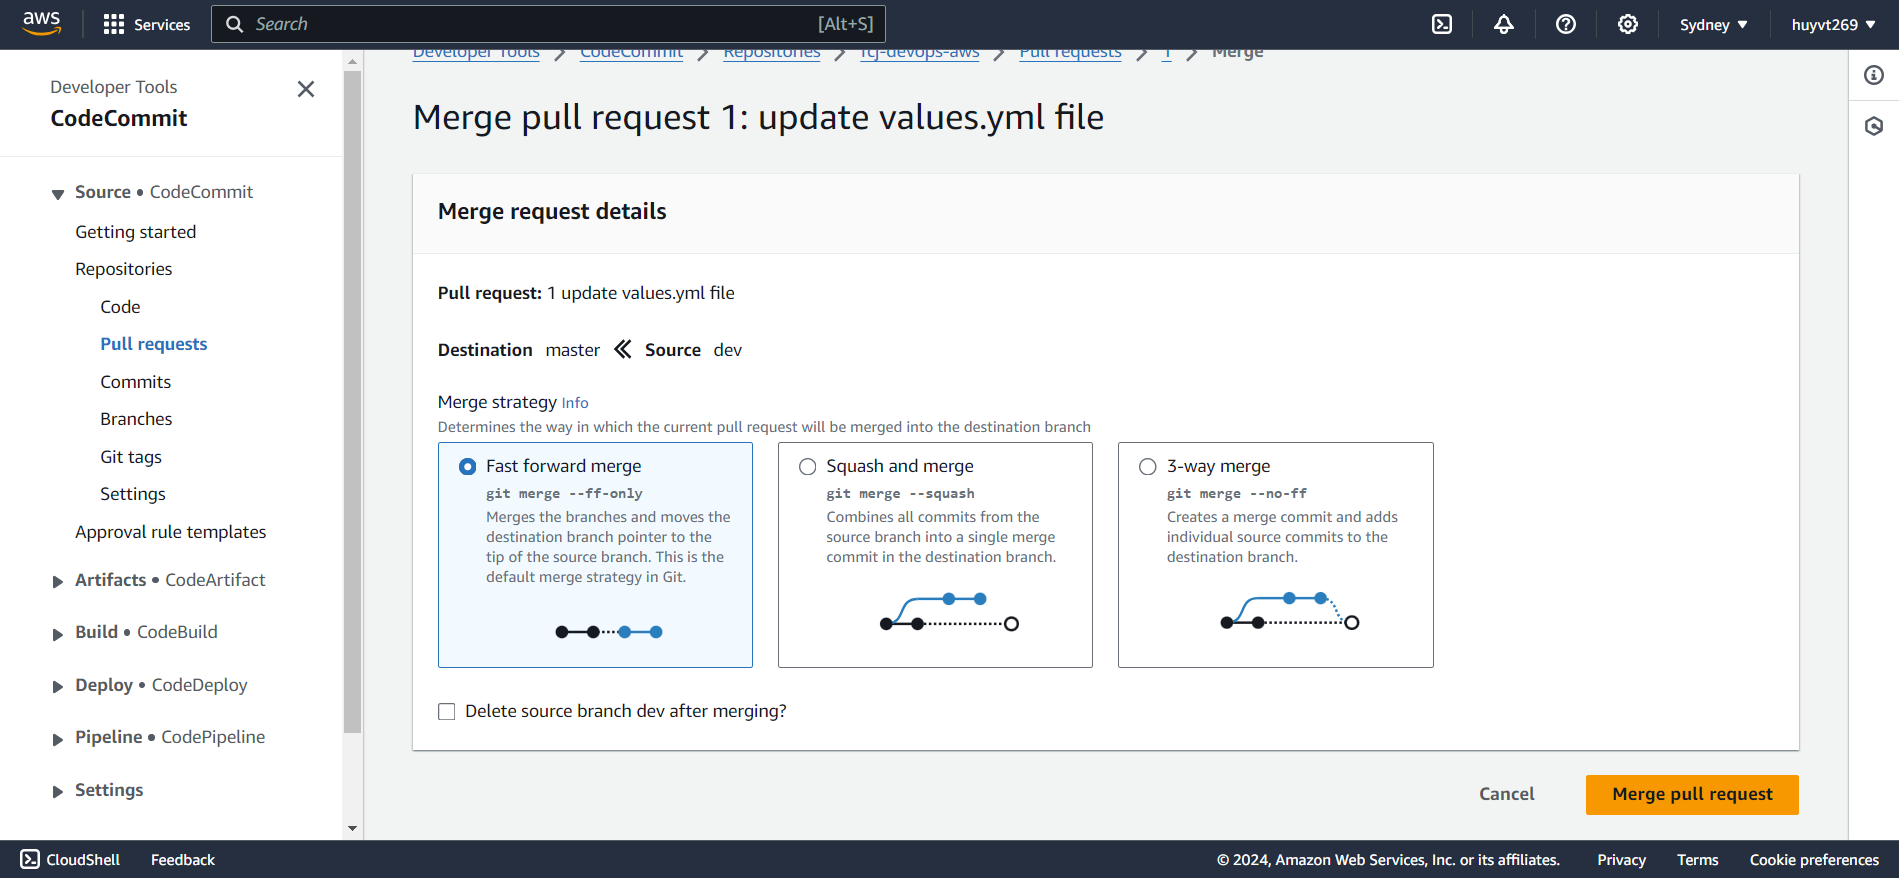 aws Services Search [Alt+S] Sydney huyvt269
Developer Tools
CodeCommit
Source • CodeCommit
Getting started
Repositories
Code
Pull requests
Commits
Branches
Git tags
Settings
Approval rule templates
Artifacts • CodeArtifact
Build • CodeBuild
Deploy • CodeDeploy
Pipeline • CodePipeline
Settings
Developer Tools CodeCommit Repositories fcj-devops-aws Pull requests 1 Merge
Merge pull request 1: update values.yml file
Merge request details
Pull request: 1 update values.yml file
Destination master Source dev
Merge strategy Info
Determines the way in which the current pull request will be merged into the destination branch
Fast forward merge
git merge --ff-only
Merges the branches and moves the
destination branch pointer to the
tip of the source branch. This is the
default merge strategy in Git.
Squash and merge
git merge --squash
Combines all commits from the
source branch into a single merge
commit in the destination branch.
3-way merge
git merge --no-ff
Creates a merge commit and adds
individual source commits to the
destination branch.
Delete source branch dev after merging?
Cancel Merge pull request
CloudShell Feedback © 2024, Amazon Web Services, Inc. or its affiliates. Privacy Terms Cookie preferences